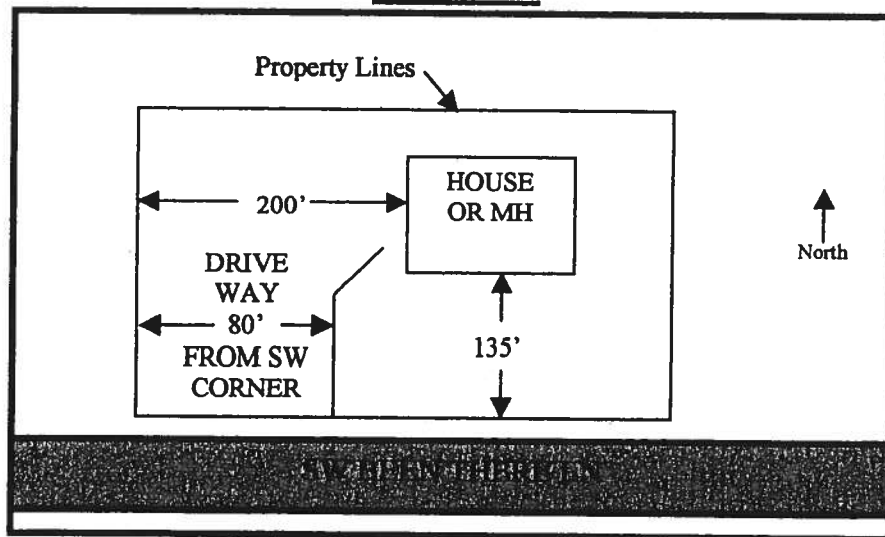 Property Lines
HOUSE
OR MH
200’
North
DRIVE
WAY
80’
FROM SW
CORNER
135’